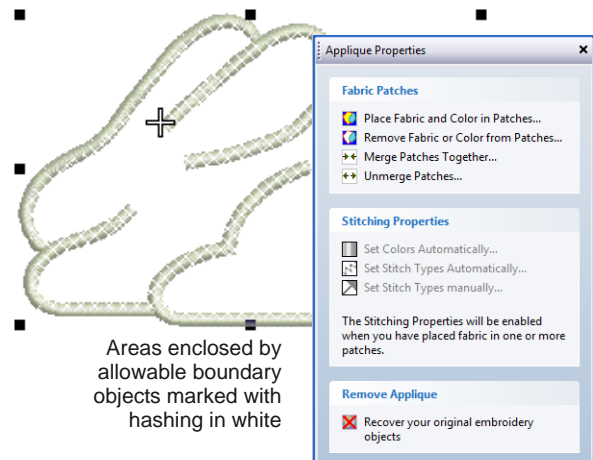 Applique Properties
Fabric Patches
Place Fabric and Color in Patches...
Remove Fabric or Color from Patches...
Merge Patches Together...
Unmerge Patches...
Stitching Properties
Set Colors Automatically...
Set Stitch Types Automatically...
Set Stitch Types manually...
The Stitching Properties will be enabled
when you have placed fabric in one or more
patches.
Remove Applique
Recover your original embroidery
objects
Areas enclosed by
allowable boundary
objects marked with
hashing in white